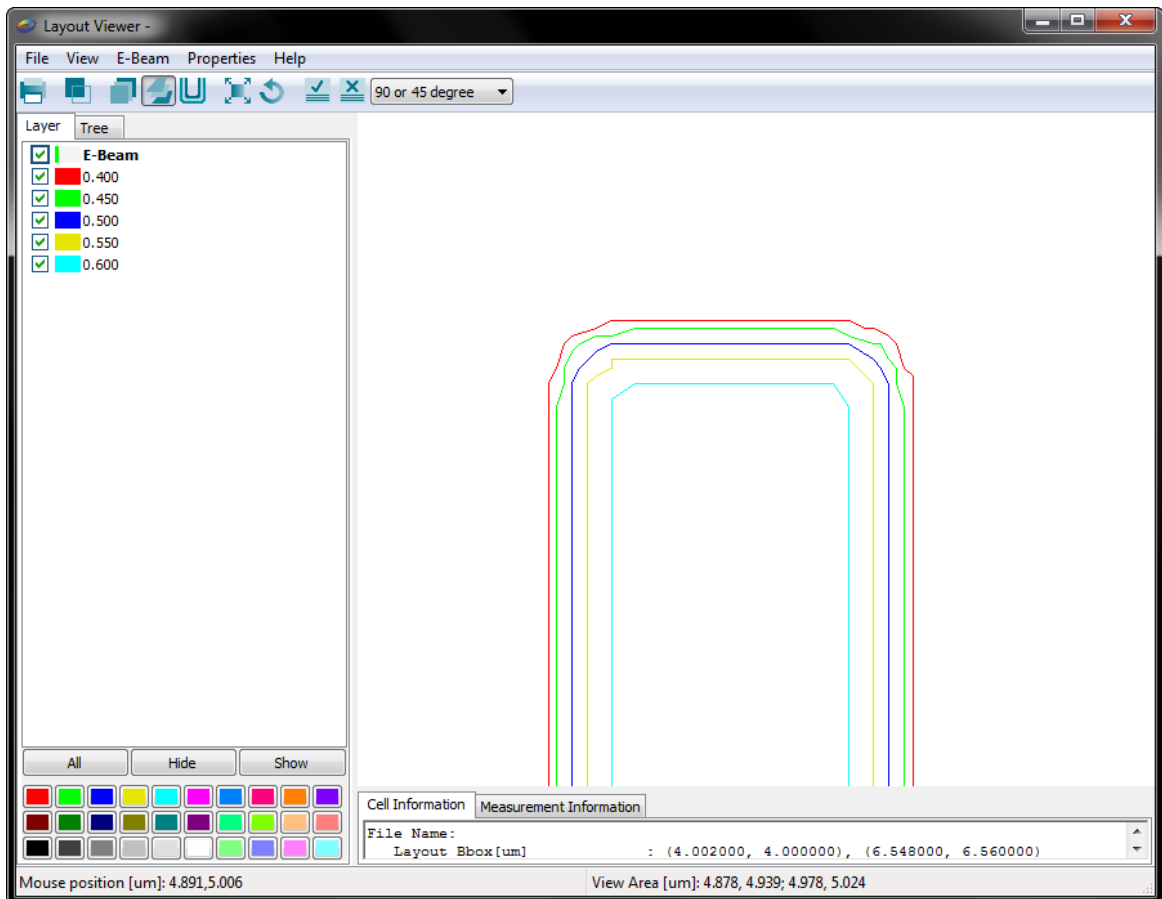 Layout Viewer -
File View E-Beam Properties Help
90 or 45 degree
Layer Tree
E-Beam
0.400
0.450
0.500
0.550
0.600
All Hide Show
Cell Information Measurement Information
File Name:
Layout Bbox[um] : (4.002000, 4.000000), (6.548000, 6.560000)
Mouse position [um]: 4.891,5.006 View Area [um]: 4.878, 4.939; 4.978, 5.024